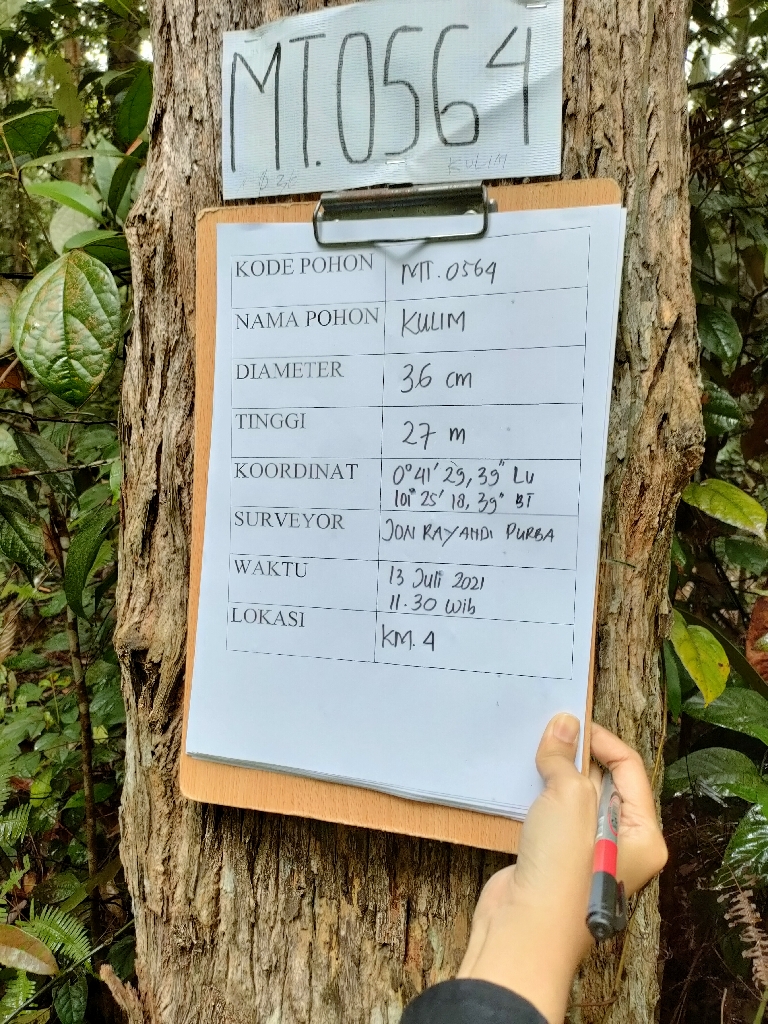 MT.0564
KULIM
KODE POHON MT.0564
NAMA POHON KULIM
DIAMETER 36 cm
TINGGI 27 m
KOORDINAT 0°41' 29,39" LU
101° 25' 18,39" BT
SURVEYOR JON RAYANDI PURBA
WAKTU 13 Juli 2021
11.30 Wib
LOKASI KM. 4